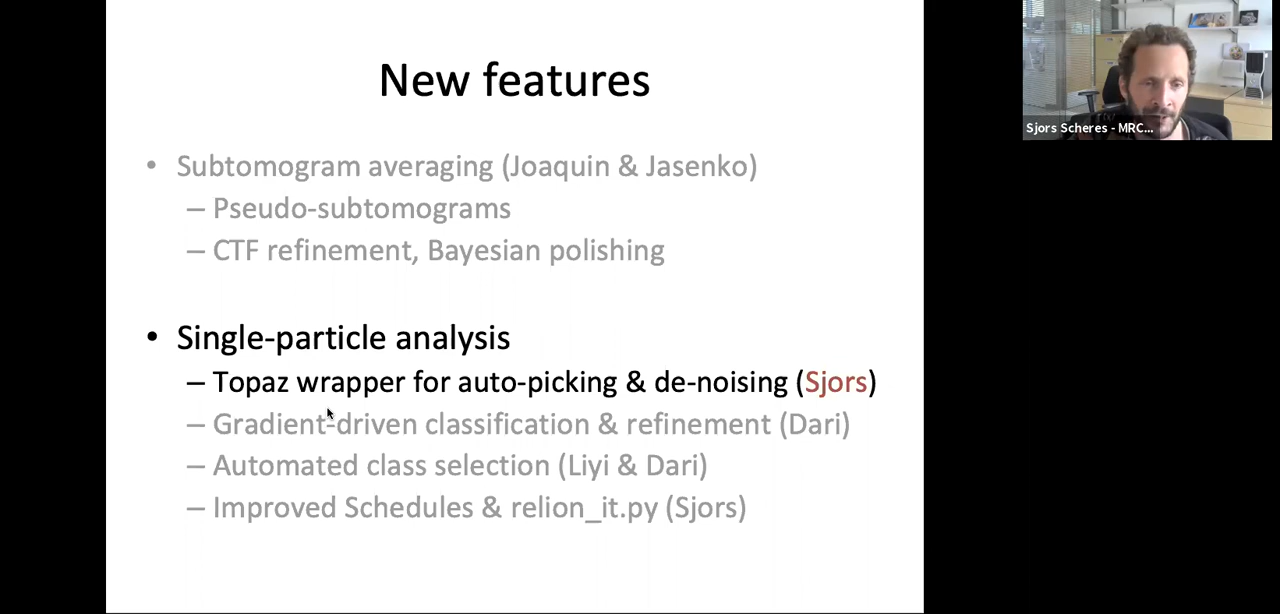 New features
• Subtomogram averaging (Joaquin & Jasenko)
– Pseudo-subtomograms
– CTF refinement, Bayesian polishing
• Single-particle analysis
– Topaz wrapper for auto-picking & de-noising (Sjors)
– Gradient-driven classification & refinement (Dari)
– Automated class selection (Liyi & Dari)
– Improved Schedules & relion_it.py (Sjors)
Sjors Scheres - MRC...